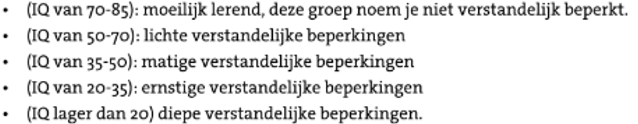 • (IQ van 70-85): moeilijk lerend, deze groep noem je niet verstandelijk beperkt.
• (IQ van 50-70): lichte verstandelijke beperkingen
• (IQ van 35-50): matige verstandelijke beperkingen
• (IQ van 20-35): ernstige verstandelijke beperkingen
• (IQ lager dan 20) diepe verstandelijke beperkingen.